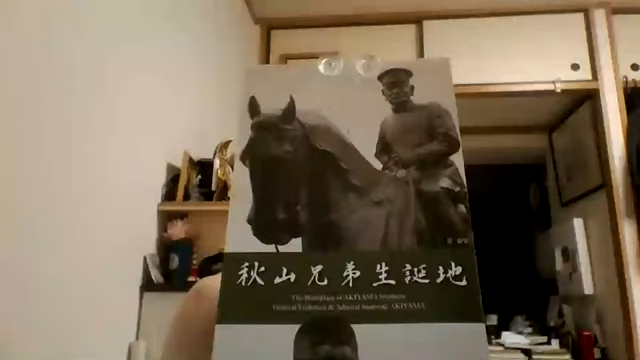 秋山兄弟生誕地
The Birthplace of AKIYAMA brothers
General Yoshifuru & Admiral Saneyuki AKIYAMA